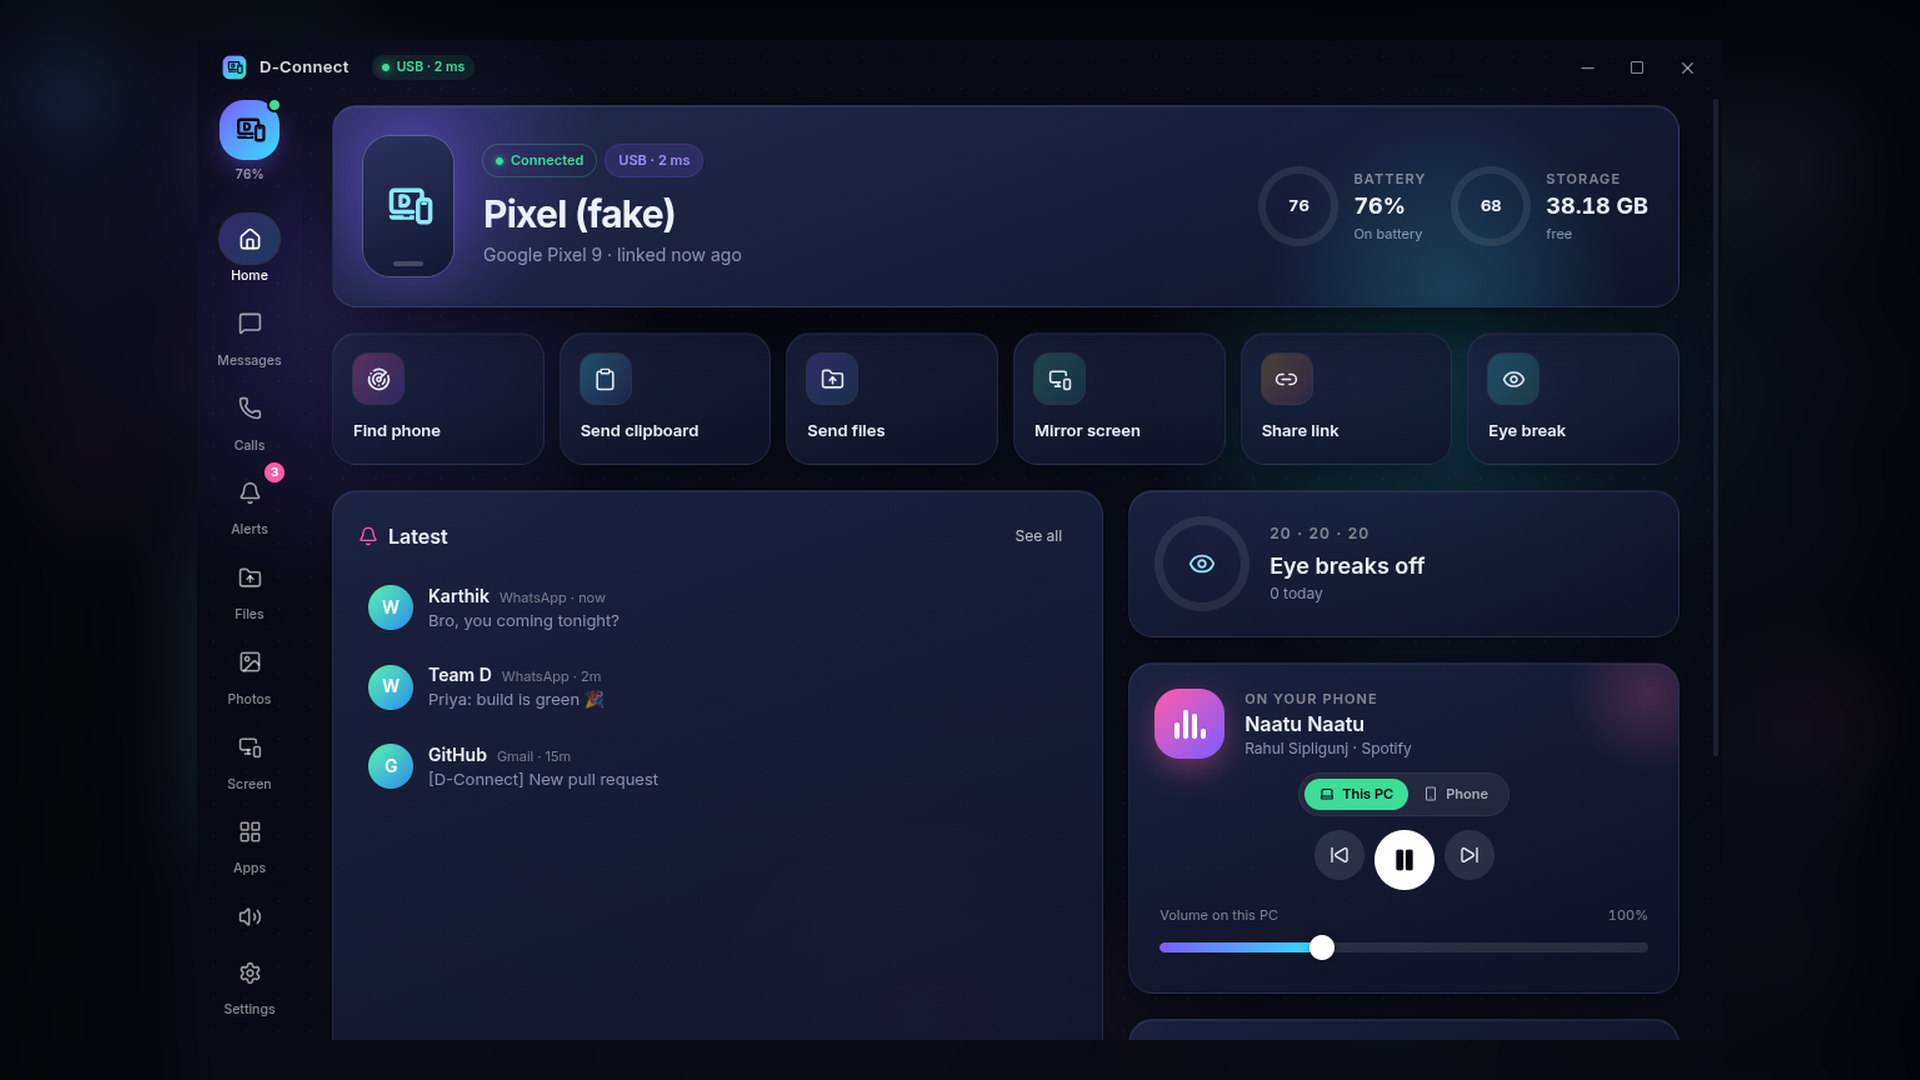 D-Connect
USB · 2 ms
76%
Home
Messages
Calls
3
Alerts
Files
Photos
Screen
Apps
Settings
D
Connected
USB · 2 ms
Pixel (fake)
Google Pixel 9 · linked now ago
76
BATTERY
76%
On battery
68
STORAGE
38.18 GB
free
Find phone
Send clipboard
Send files
Mirror screen
Share link
Eye break
Latest
See all
W
Karthik WhatsApp · now
Bro, you coming tonight?
W
Team D WhatsApp · 2m
Priya: build is green 🎉
G
GitHub Gmail · 15m
[D-Connect] New pull request
20 · 20 · 20
Eye breaks off
0 today
ON YOUR PHONE
Naatu Naatu
Rahul Sipligunj · Spotify
This PC
Phone
Volume on this PC
100%